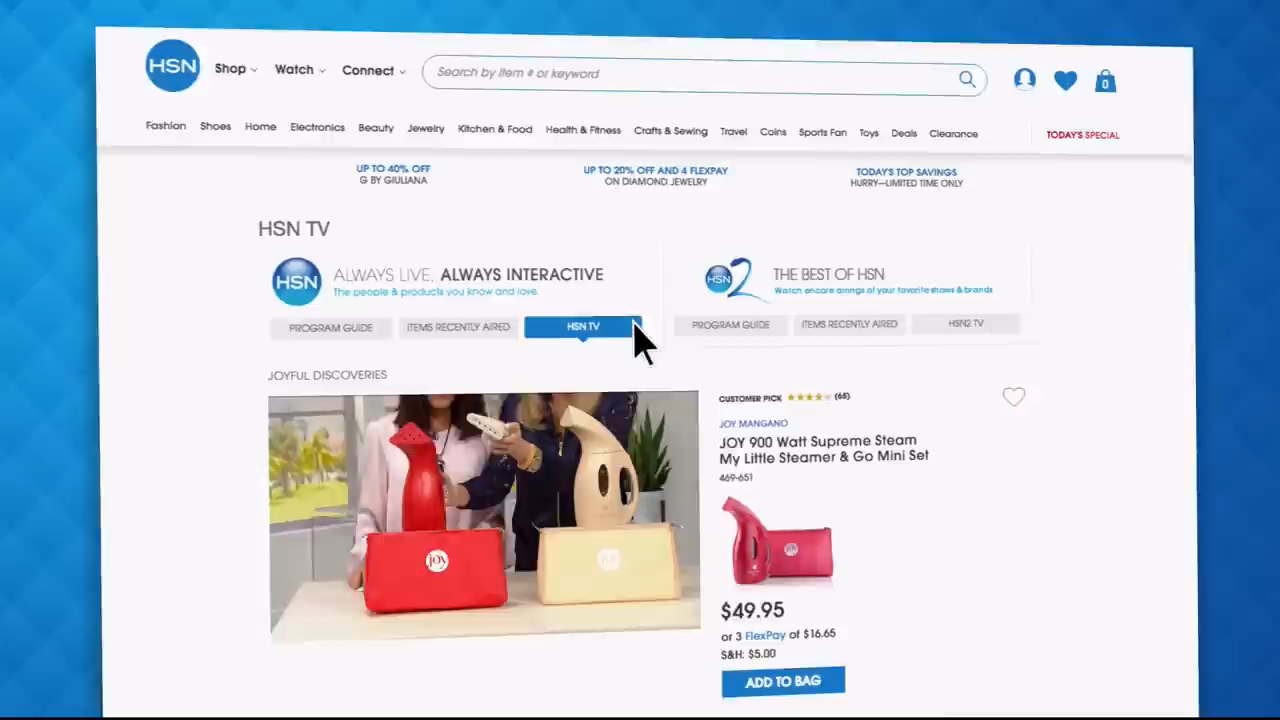 HSN
Shop
Watch
Connect
Search by item # or keyword
0
Fashion
Shoes
Home
Electronics
Beauty
Jewelry
Kitchen & Food
Health & Fitness
Crafts & Sewing
Travel
Coins
Sports Fan
Toys
Deals
Clearance
TODAY'S SPECIAL
UP TO 40% OFF
G BY GIULIANA
UP TO 20% OFF AND 4 FLEXPAY
ON DIAMOND JEWELRY
TODAY'S TOP SAVINGS
HURRY—LIMITED TIME ONLY
HSN TV
HSN
ALWAYS LIVE, ALWAYS INTERACTIVE
The people & products you know and love.
PROGRAM GUIDE
ITEMS RECENTLY AIRED
HSN TV
HSN2
THE BEST OF HSN
Watch encore airings of your favorite shows & brands
PROGRAM GUIDE
ITEMS RECENTLY AIRED
HSN2 TV
JOYFUL DISCOVERIES
joy
joy
CUSTOMER PICK
(65)
JOY MANGANO
JOY 900 Watt Supreme Steam
My Little Steamer & Go Mini Set
469-651
$49.95
or 3 FlexPay of $16.65
S&H: $5.00
ADD TO BAG